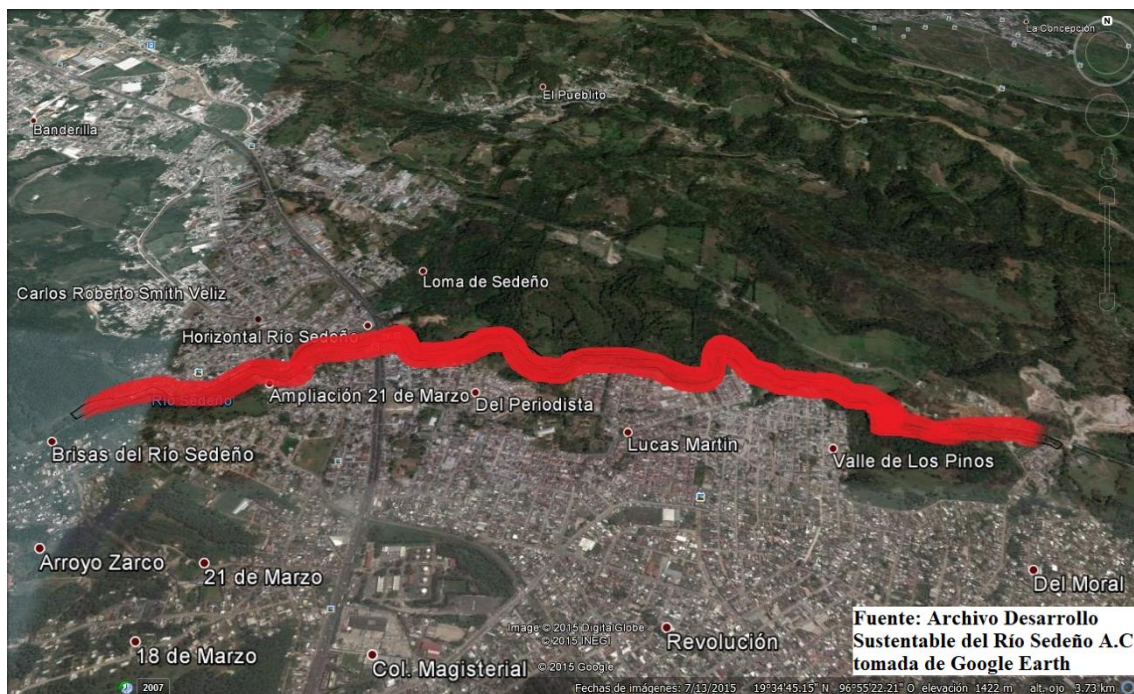 La Concepción
N
El Pueblito
Banderilla
Loma de Sedeño
Carlos Roberto Smith Veliz
Horizontal Río Sedeño
Ampliación 21 de Marzo
Río Sedeño
Del Periodista
Lucas Martin
Brisas del Río Sedeño
Valle de Los Pinos
Arroyo Zarco
21 de Marzo
Del Moral
18 de Marzo
Col. Magisterial
Revolución
Image © 2015 DigitalGlobe
© 2015 INEGI
© 2015 Google
Fuente: Archivo Desarrollo
Sustentable del Río Sedeño A.C
tomada de Google Earth
2007
Fechas de imágenes: 7/13/2015 19°34'45.15" N 96°55'22.21" O elevación 1422 m alt. ojo 3.73 km